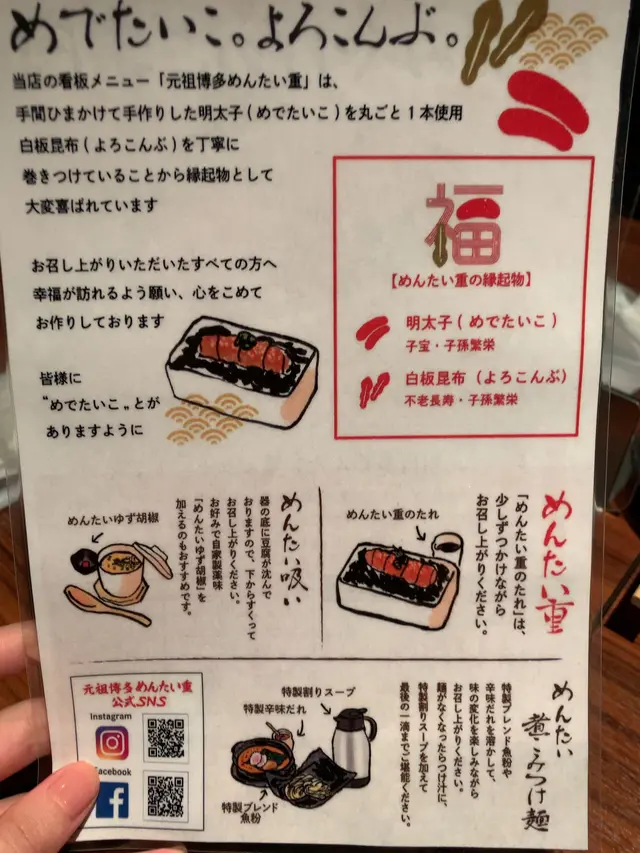 めでたいこ。よろこんぶ。
当店の看板メニュー「元祖博多めんたい重」は、
手間ひまかけて手作りした明太子(めでたいこ)を丸ごと1本使用
白板昆布(よろこんぶ)を丁寧に
巻きつけていることから縁起物として
大変喜ばれています
お召し上がりいただいたすべての方へ
幸福が訪れるよう願い、心をこめて
お作りしております
皆様に
“めでたいこ„とが
ありますように
福
[めんたい重の縁起物]
明太子(めでたいこ)
子宝・子孫繁栄
白板昆布(よろこんぶ)
不老長寿・子孫繁栄
めんたい重
「めんたい重のたれ」は、
少しずつかけながら
お召し上がりください。
めんたい重のたれ
めんたい吸い
器の底に豆腐が沈んで
おりますので、下からすくって
お召し上がりください。
お好みで自家製薬味
「めんたいゆず胡椒」を
加えるのもおすすめです。
めんたいゆず胡椒
めんたい
煮こみつけ麺
特製ブレンド魚粉や
辛味だれを溶かして、
味の変化を楽しみながら
お召し上がりください。
麺がなくなったらつけ汁に、
特製割りスープを加えて
最後の一滴までご堪能ください。
特製割りスープ
特製辛味だれ
特製ブレンド
魚粉
元祖博多めんたい重
公式SNS
Instagram
Facebook